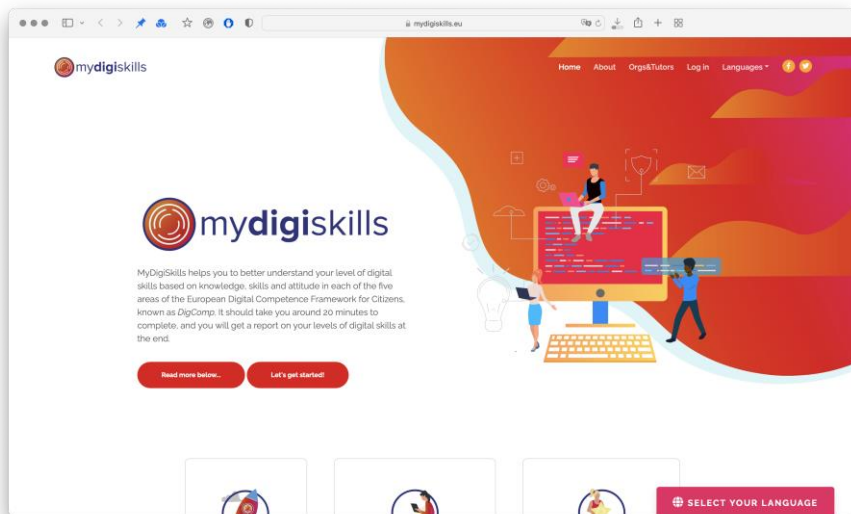 mydigiskills.eu
mydigiskills
Home About Orgs&Tutors Log in Languages
mydigiskills
MyDigiSkills helps you to better understand your level of digital
skills based on knowledge, skills and attitude in each of the five
areas of the European Digital Competence Framework for Citizens,
known as DigComp. It should take you around 20 minutes to
complete, and you will get a report on your levels of digital skills at
the end.
Read more below... Let's get started!
SELECT YOUR LANGUAGE